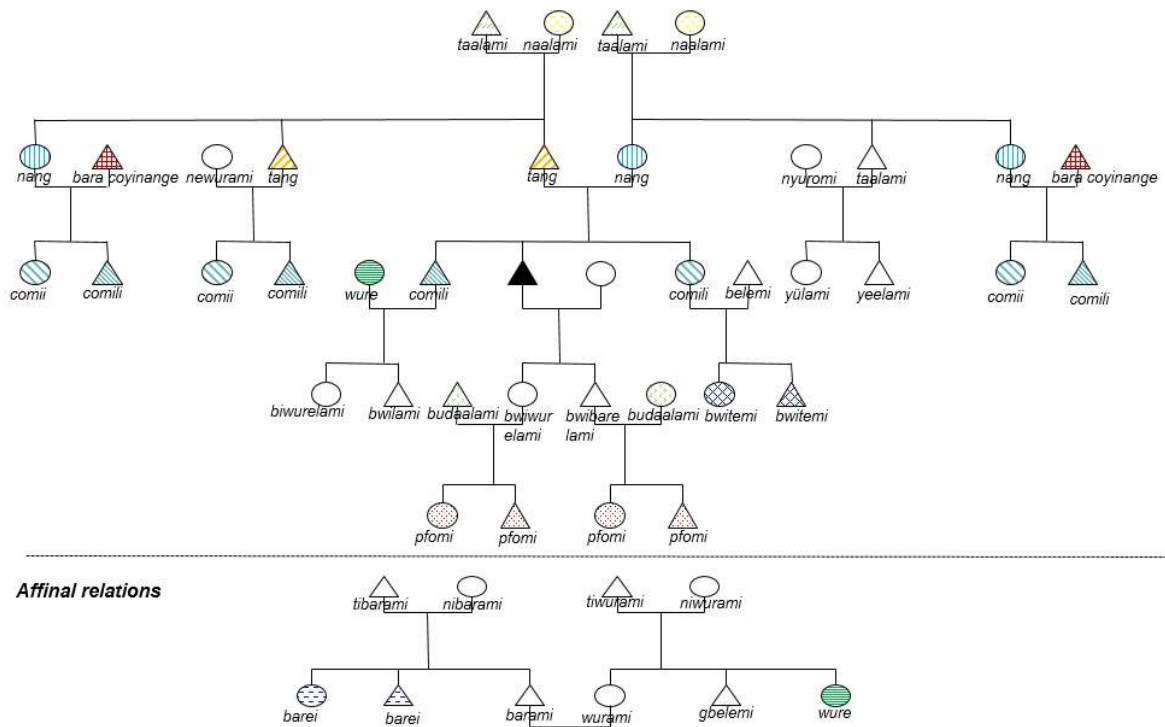 taalami naalami taalami naalami
nang bara coyinange newurami tang tang nang nyuromi taalami nang bara coyinange
comii comili comii comili wure comili comili belemi yülami yeelami comii comili
biwurelami bwilami budaalami bwiwur bwibare budaalami bwitemi bwitemi
elami lami
pfomi pfomi pfomi pfomi
Affinal relations
tibarami nibarami tiwurami niwurami
barei barei barami wurami gbelemi wure